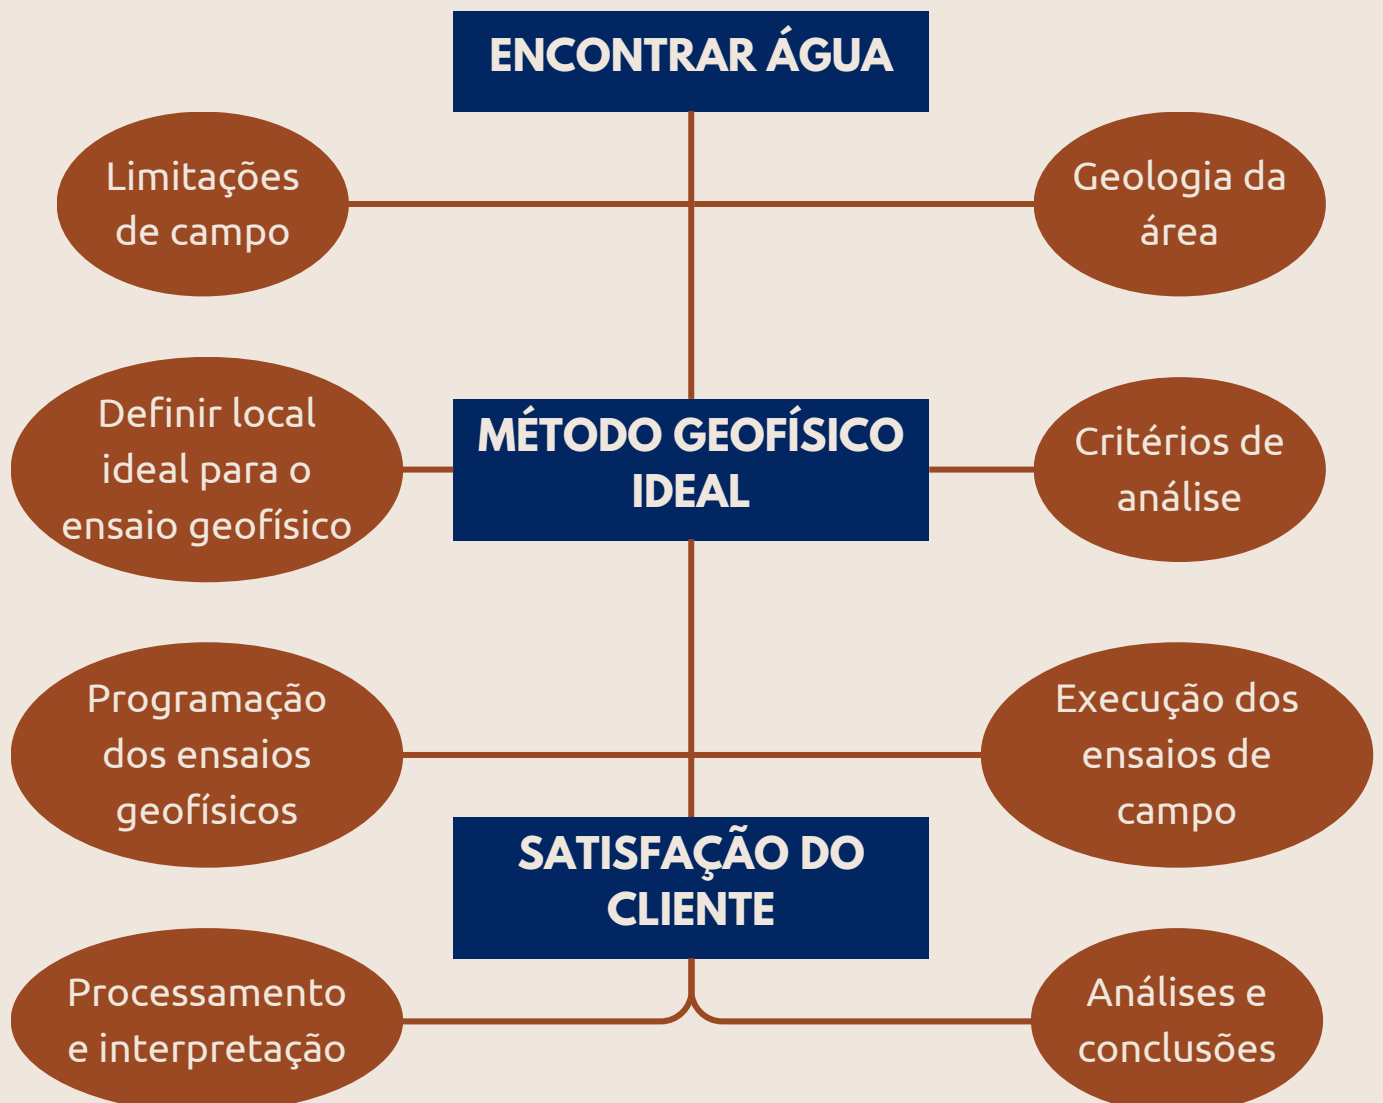 ENCONTRAR ÁGUA
Limitações
de campo
Geologia da
área
Definir local
ideal para o
ensaio geofísico
MÉTODO GEOFÍSICO
IDEAL
Critérios de
análise
Programação
dos ensaios
geofísicos
Execução dos
ensaios de
campo
SATISFAÇÃO DO
CLIENTE
Processamento
e interpretação
Análises e
conclusões